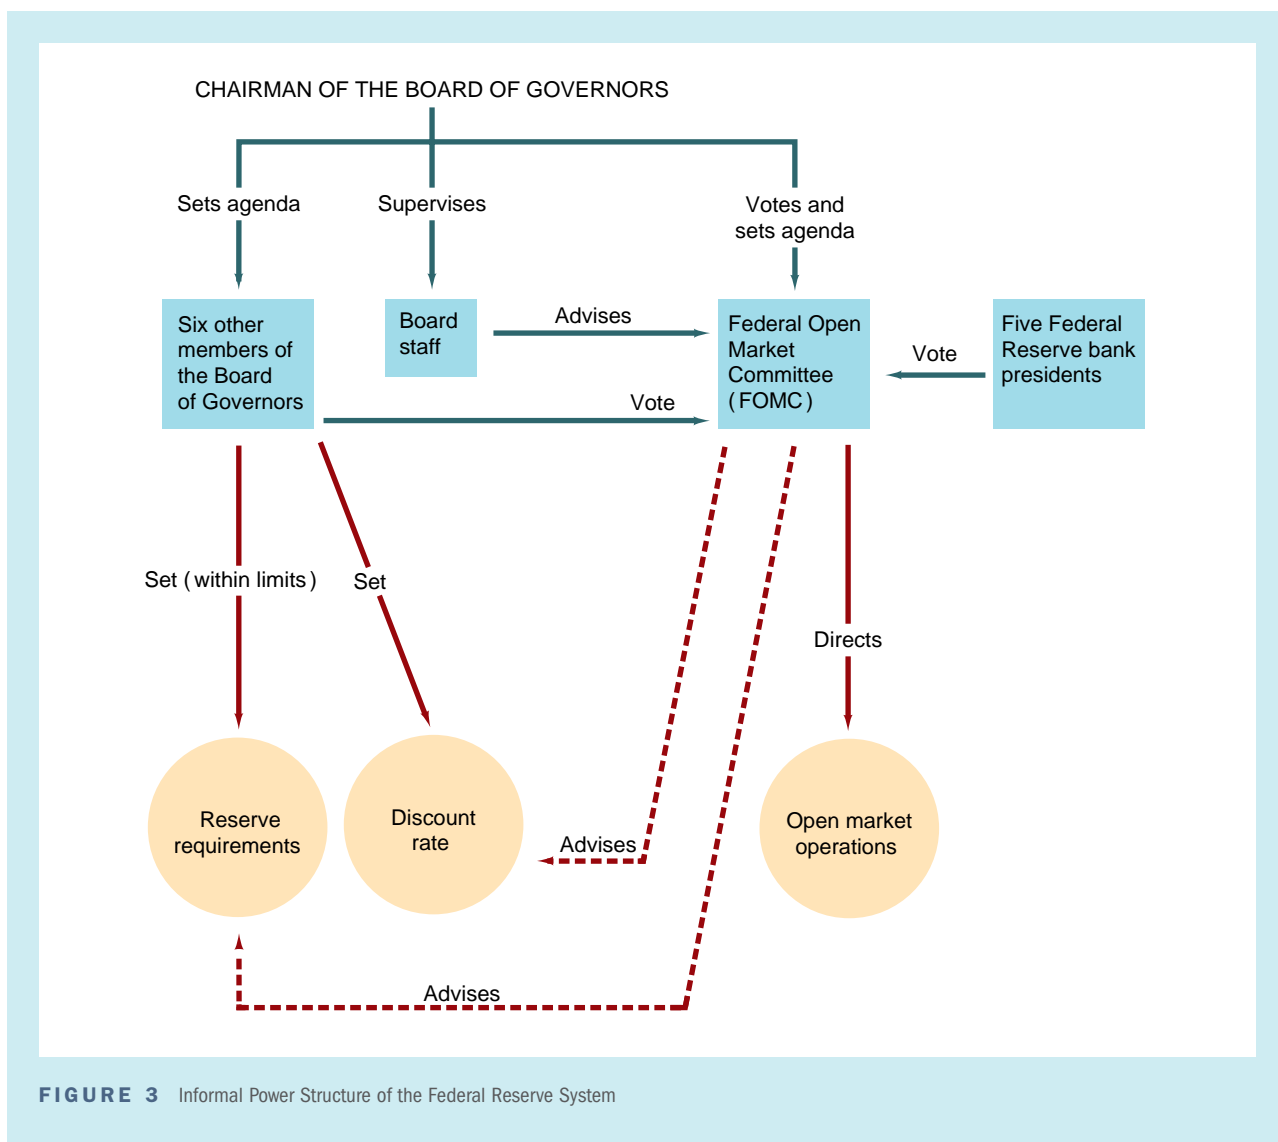 CHAIRMAN OF THE BOARD OF GOVERNORS
Sets agenda
Supervises
Votes and
sets agenda
Six other
members of
the Board
of Governors
Board
staff
Advises
Federal Open
Market
Committee
(FOMC)
Vote
Five Federal
Reserve bank
presidents
Vote
Set (within limits)
Set
Directs
Reserve
requirements
Discount
rate
Advises
Open market
operations
Advises
FIGURE 3 Informal Power Structure of the Federal Reserve System